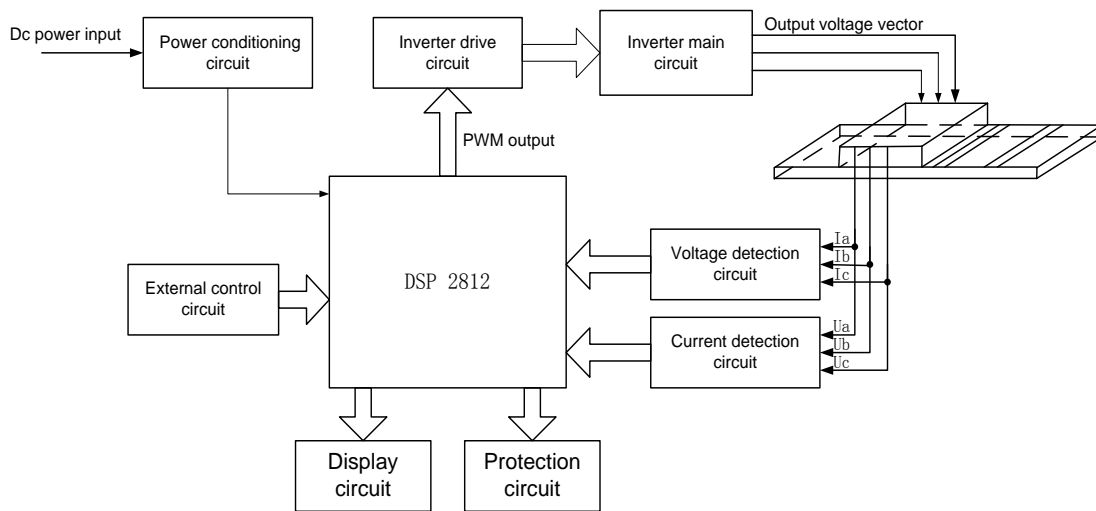 Dc power input
Power conditioning
circuit
Inverter drive
circuit
Inverter main
circuit
Output voltage vector
PWM output
DSP 2812
External control
circuit
Voltage detection
circuit
Ia
Ib
Ic
Current detection
circuit
Ua
Ub
Uc
Display
circuit
Protection
circuit